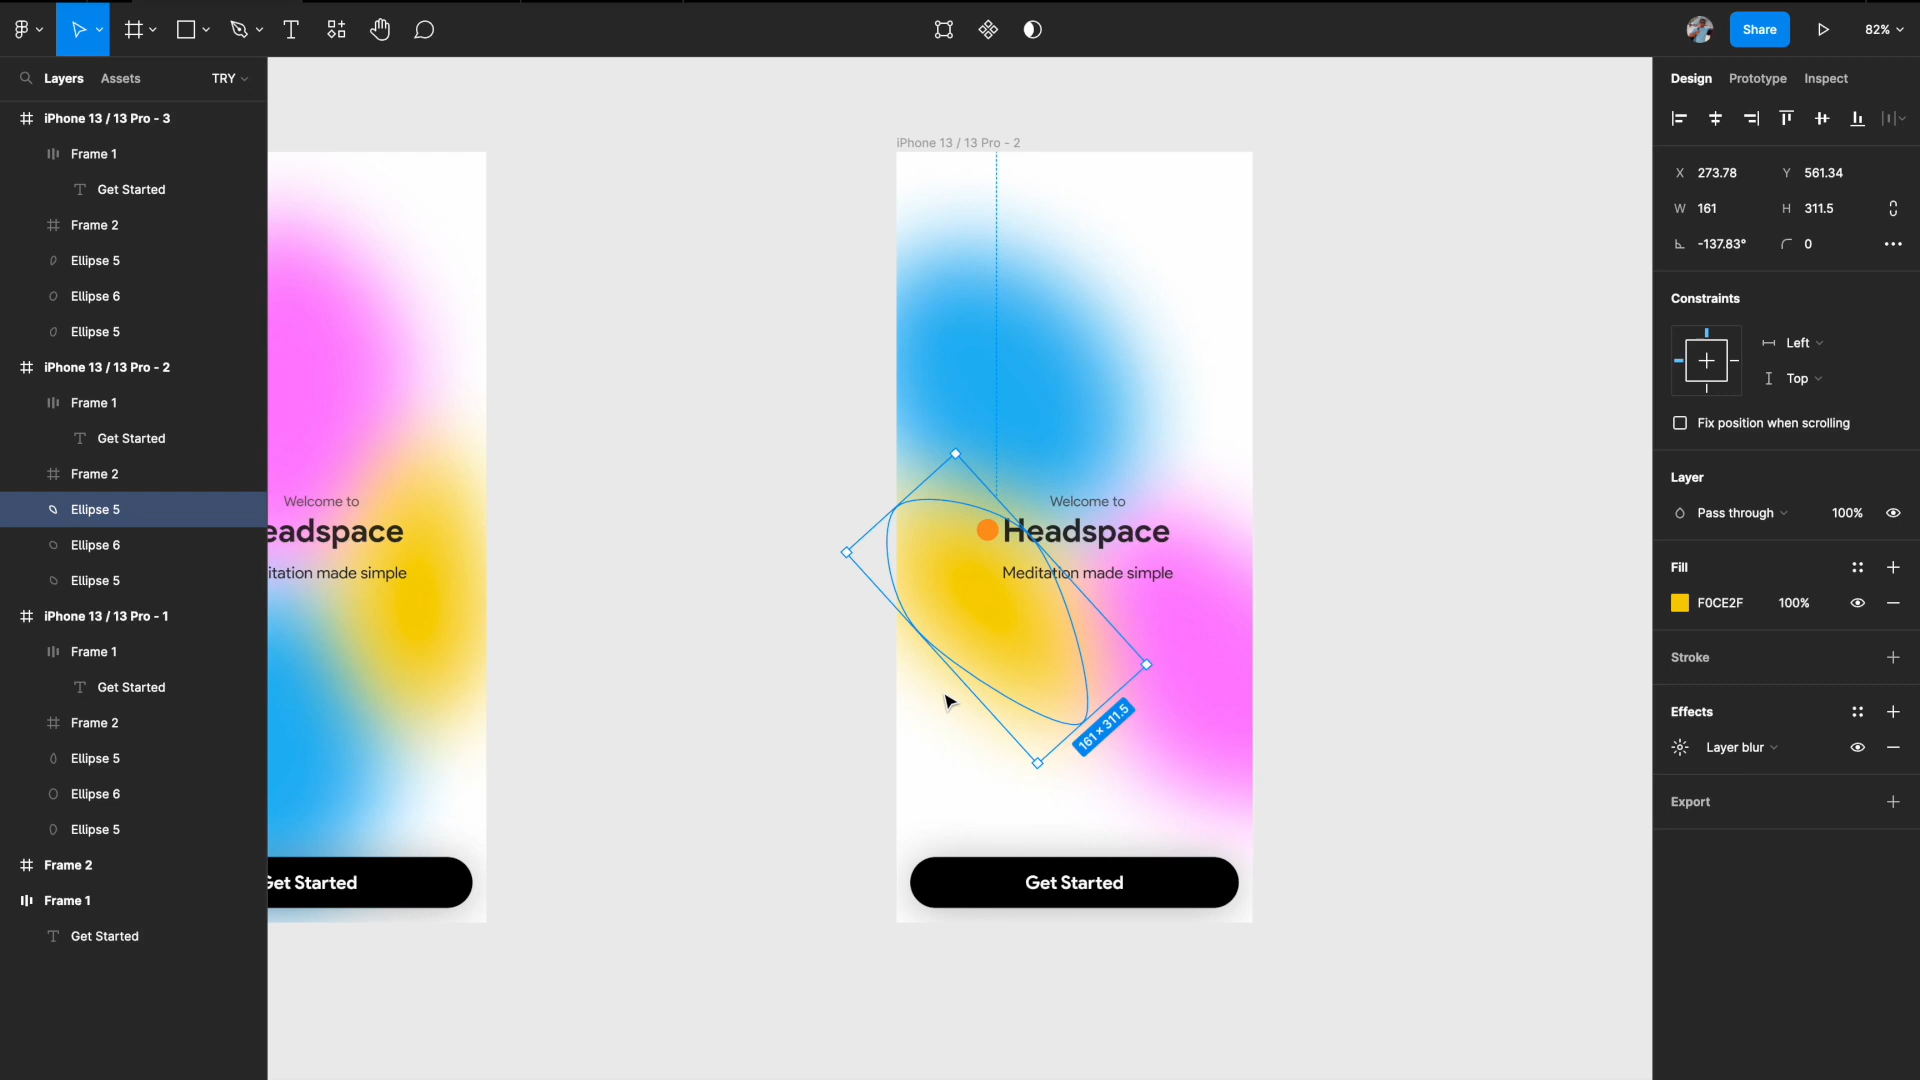 Share
82%
Layers
Assets
TRY
iPhone 13 / 13 Pro - 3
Frame 1
Get Started
Frame 2
Ellipse 5
Ellipse 6
Ellipse 5
iPhone 13 / 13 Pro - 2
Frame 1
Get Started
Frame 2
Ellipse 5
Ellipse 6
Ellipse 5
iPhone 13 / 13 Pro - 1
Frame 1
Get Started
Frame 2
Ellipse 5
Ellipse 6
Ellipse 5
Frame 2
Frame 1
Get Started
Welcome to
eadspace
itation made simple
Get Started
iPhone 13 / 13 Pro - 2
Welcome to
Headspace
Meditation made simple
161 × 311.5
Get Started
Design
Prototype
Inspect
X 273.78
Y 561.34
W 161
H 311.5
-137.83°
0
Constraints
Left
Top
Fix position when scrolling
Layer
Pass through
100%
Fill
F0CE2F
100%
Stroke
Effects
Layer blur
Export